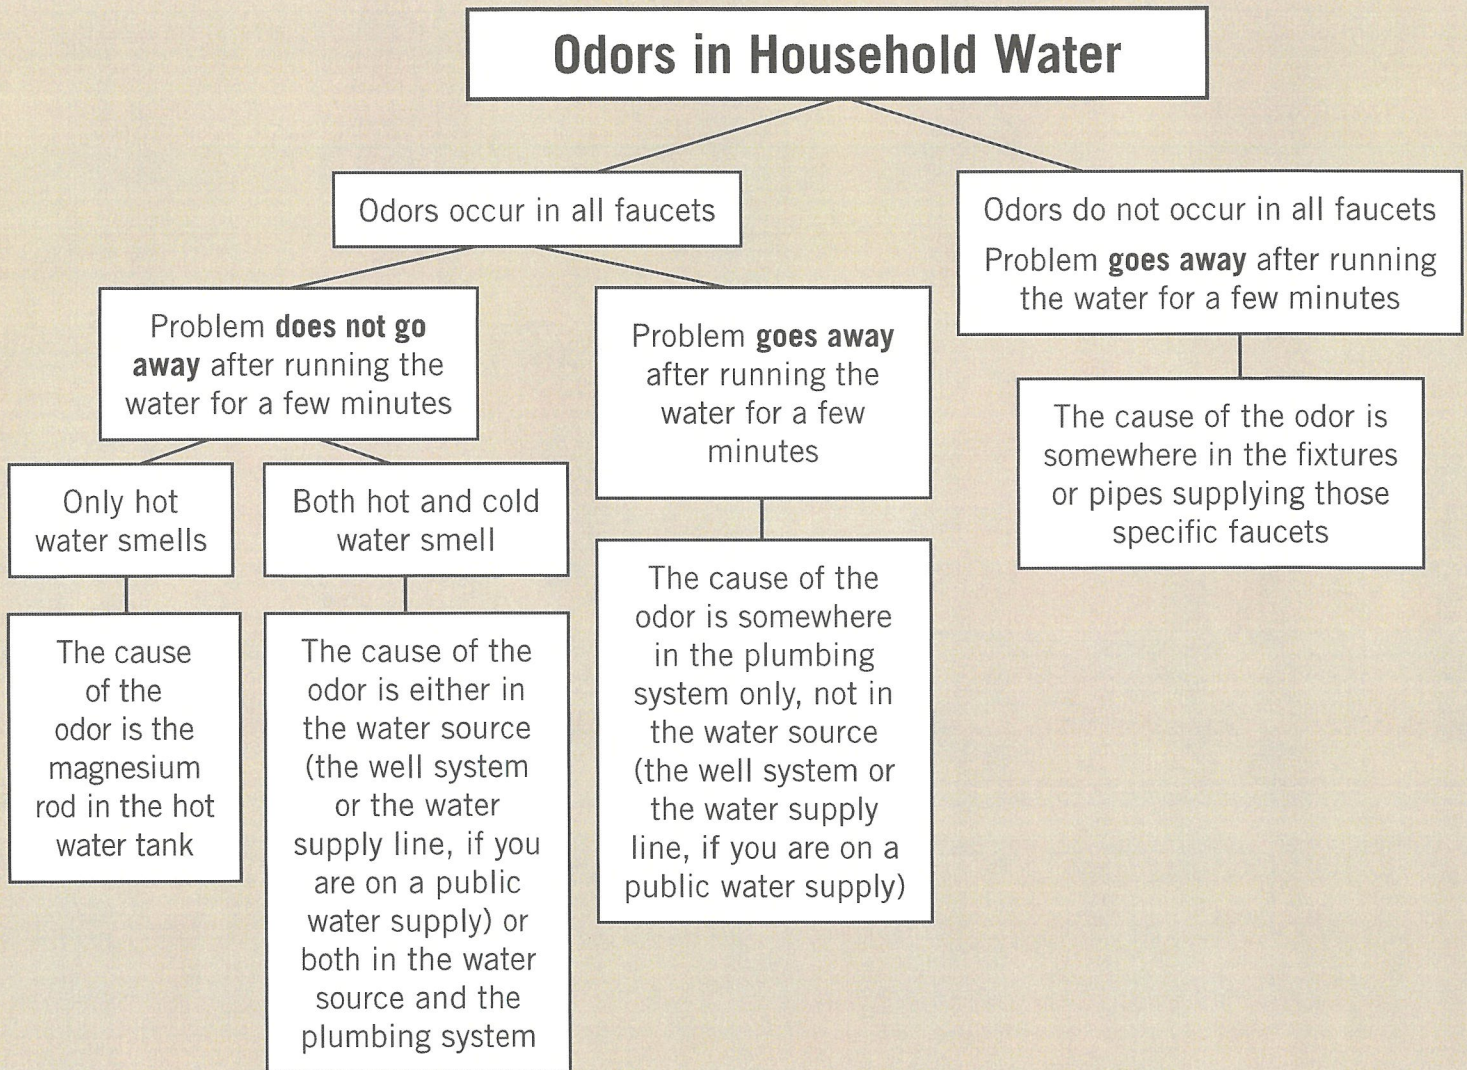 Odors in Household Water
Odors occur in all faucets
Odors do not occur in all faucets
Problem goes away after running
the water for a few minutes
Problem does not go
away after running the
water for a few minutes
Problem goes away
after running the
water for a few
minutes
The cause of the odor is
somewhere in the fixtures
or pipes supplying those
specific faucets
Only hot
water smells
Both hot and cold
water smell
The cause
of the
odor is the
magnesium
rod in the hot
water tank
The cause of the
odor is either in
the water source
(the well system
or the water
supply line, if you
are on a public
water supply) or
both in the water
source and the
plumbing system
The cause of the
odor is somewhere
in the plumbing
system only, not in
the water source
(the well system or
the water supply
line, if you are on a
public water supply)